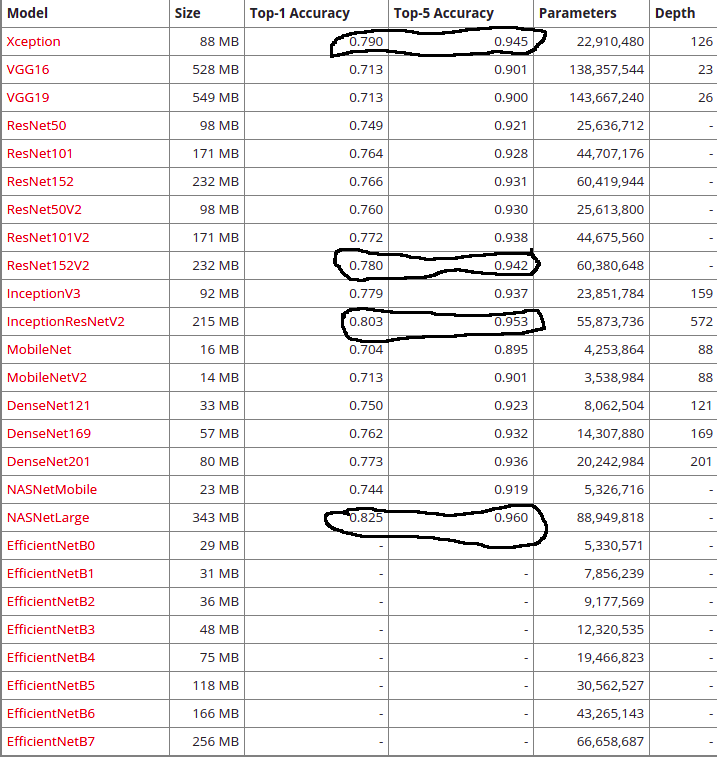 Model Size Top-1 Accuracy Top-5 Accuracy Parameters Depth
Xception 88 MB 0.790 0.945 22,910,480 126
VGG16 528 MB 0.713 0.901 138,357,544 23
VGG19 549 MB 0.713 0.900 143,667,240 26
ResNet50 98 MB 0.749 0.921 25,636,712 -
ResNet101 171 MB 0.764 0.928 44,707,176 -
ResNet152 232 MB 0.766 0.931 60,419,944 -
ResNet50V2 98 MB 0.760 0.930 25,613,800 -
ResNet101V2 171 MB 0.772 0.938 44,675,560 -
ResNet152V2 232 MB 0.780 0.942 60,380,648 -
InceptionV3 92 MB 0.779 0.937 23,851,784 159
InceptionResNetV2 215 MB 0.803 0.953 55,873,736 572
MobileNet 16 MB 0.704 0.895 4,253,864 88
MobileNetV2 14 MB 0.713 0.901 3,538,984 88
DenseNet121 33 MB 0.750 0.923 8,062,504 121
DenseNet169 57 MB 0.762 0.932 14,307,880 169
DenseNet201 80 MB 0.773 0.936 20,242,984 201
NASNetMobile 23 MB 0.744 0.919 5,326,716 -
NASNetLarge 343 MB 0.825 0.960 88,949,818 -
EfficientNetB0 29 MB - - 5,330,571 -
EfficientNetB1 31 MB - - 7,856,239 -
EfficientNetB2 36 MB - - 9,177,569 -
EfficientNetB3 48 MB - - 12,320,535 -
EfficientNetB4 75 MB - - 19,466,823 -
EfficientNetB5 118 MB - - 30,562,527 -
EfficientNetB6 166 MB - - 43,265,143 -
EfficientNetB7 256 MB - - 66,658,687 -